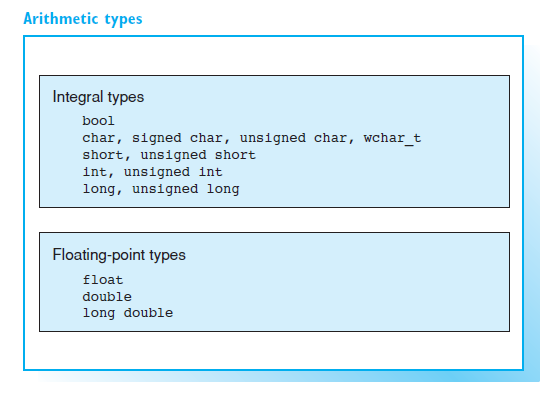 Arithmetic types
Integral types
bool
char, signed char, unsigned char, wchar_t
short, unsigned short
int, unsigned int
long, unsigned long
Floating-point types
float
double
long double